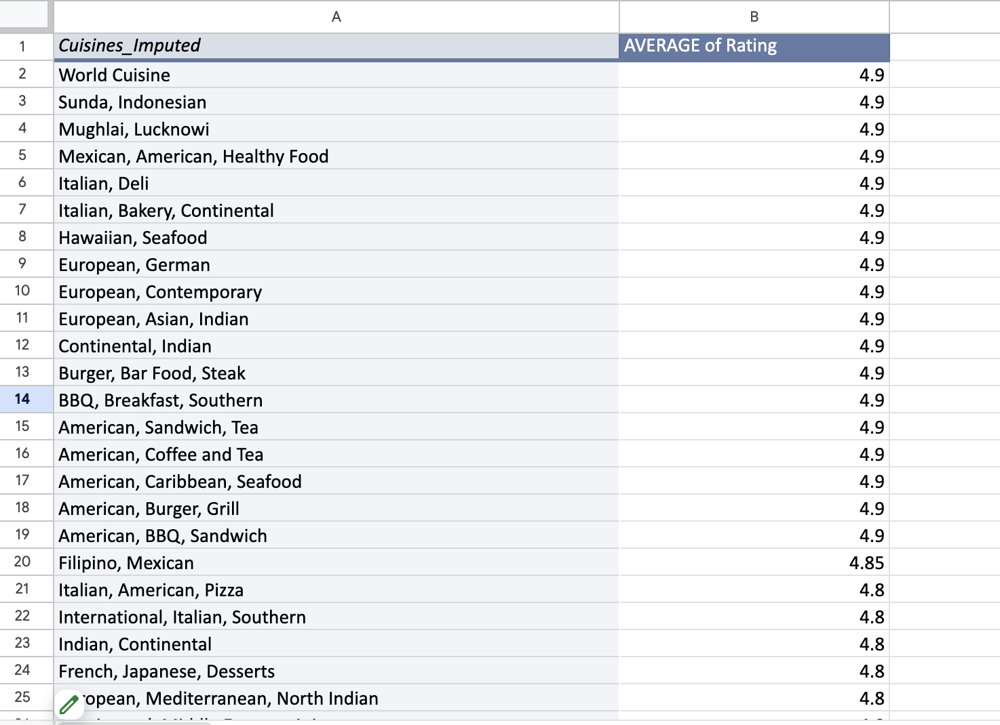 A B
1 Cuisines_Imputed AVERAGE of Rating
2 World Cuisine 4.9
3 Sunda, Indonesian 4.9
4 Mughlai, Lucknowi 4.9
5 Mexican, American, Healthy Food 4.9
6 Italian, Deli 4.9
7 Italian, Bakery, Continental 4.9
8 Hawaiian, Seafood 4.9
9 European, German 4.9
10 European, Contemporary 4.9
11 European, Asian, Indian 4.9
12 Continental, Indian 4.9
13 Burger, Bar Food, Steak 4.9
14 BBQ, Breakfast, Southern 4.9
15 American, Sandwich, Tea 4.9
16 American, Coffee and Tea 4.9
17 American, Caribbean, Seafood 4.9
18 American, Burger, Grill 4.9
19 American, BBQ, Sandwich 4.9
20 Filipino, Mexican 4.85
21 Italian, American, Pizza 4.8
22 International, Italian, Southern 4.8
23 Indian, Continental 4.8
24 French, Japanese, Desserts 4.8
25 ropean, Mediterranean, North Indian 4.8